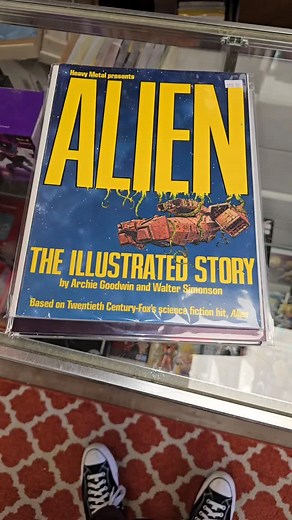 Heavy Metal presents
ALIEN
THE ILLUSTRATED STORY
by Archie Goodwin and Walter Simonson
Based on Twentieth Century-Fox's science fiction hit, Alien